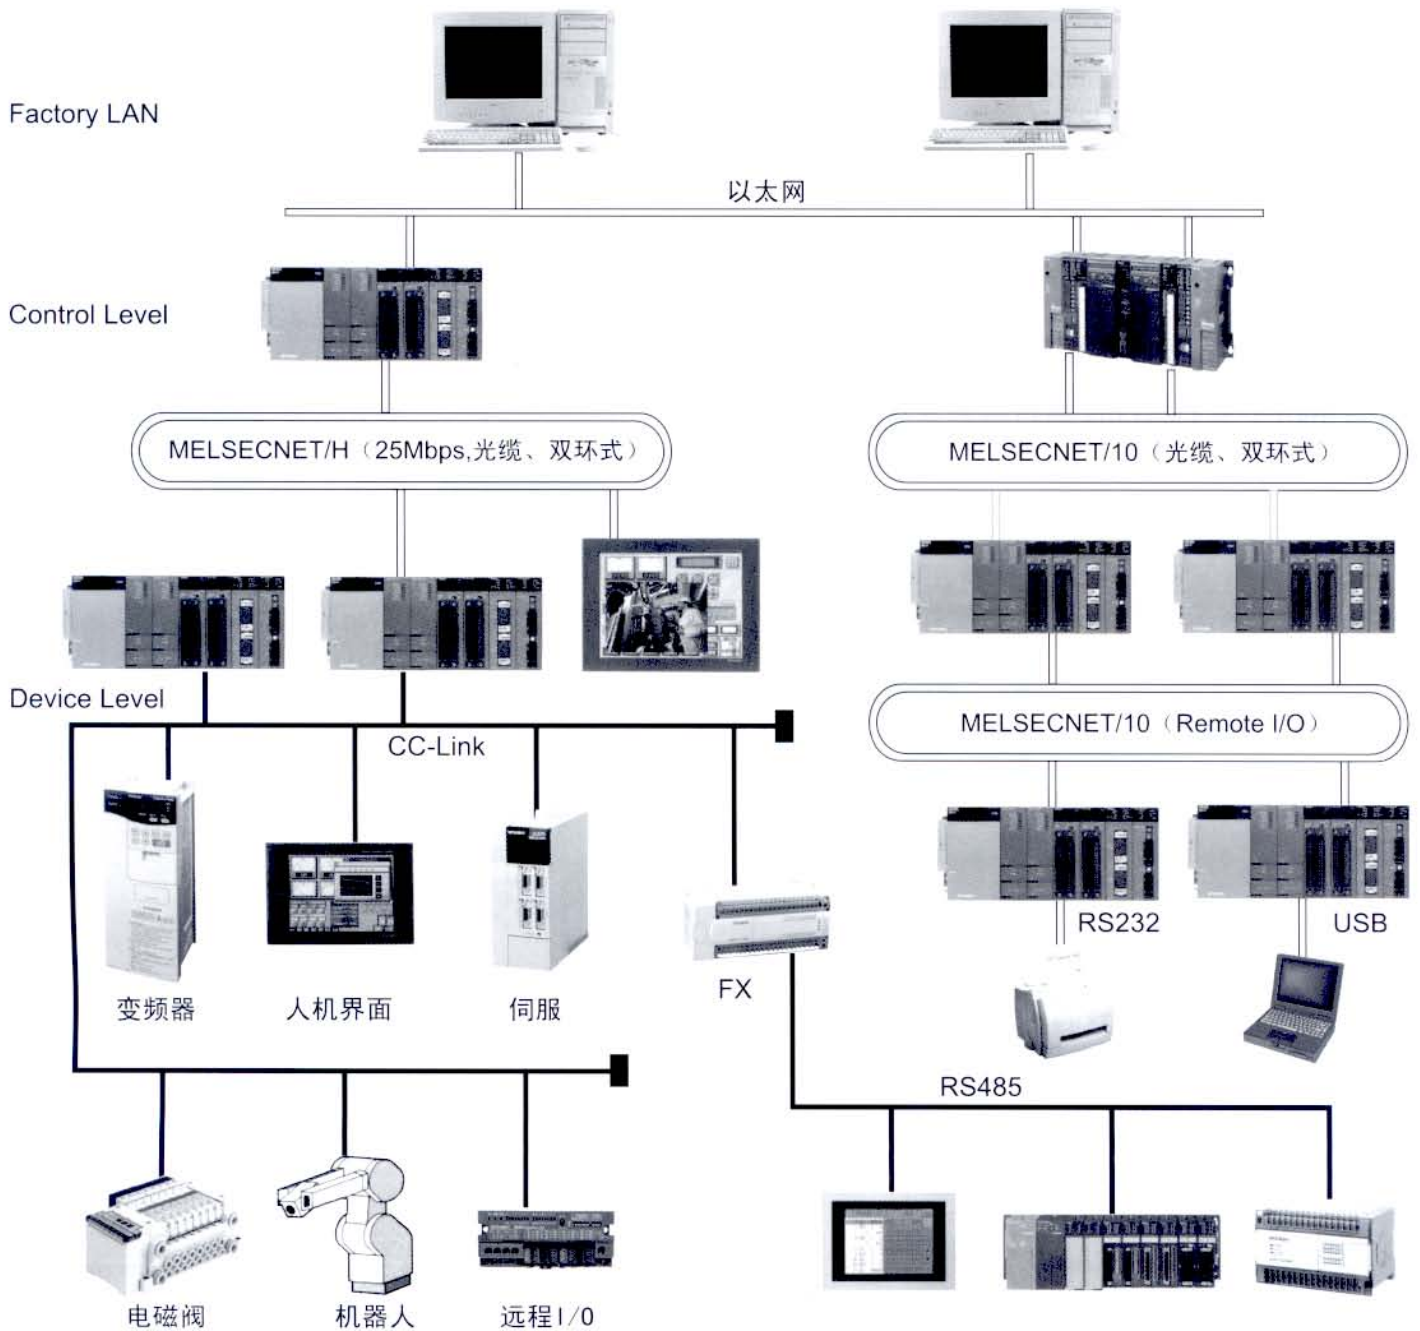 Factory LAN
以太网
Control Level
MELSECNET/H（25Mbps,光缆、双环式）
MELSECNET/10（光缆、双环式）
Device Level
CC-Link
MELSECNET/10（Remote I/O）
RS232
USB
变频器
人机界面
伺服
FX
RS485
电磁阀
机器人
远程I/0